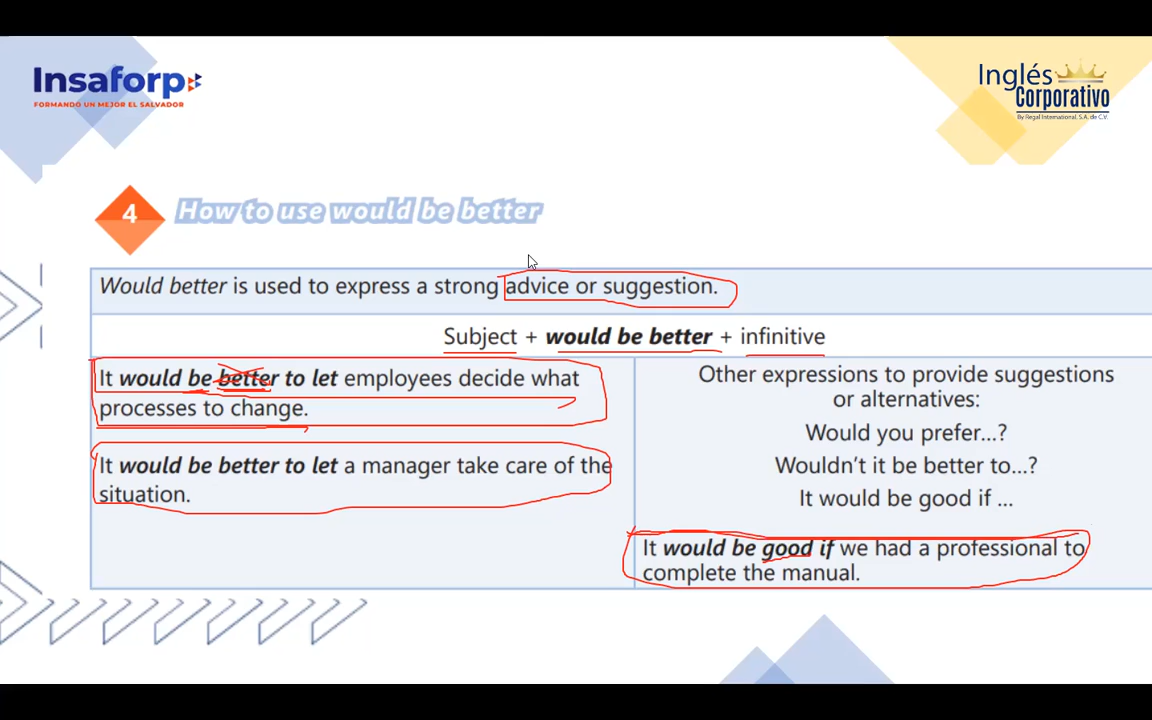 Insaforp
FORMANDO UN MEJOR EL SALVADOR
Inglés
Corporativo
By Regal International, S.A. de C.V.
4
How to use would be better
Would better is used to express a strong advice or suggestion.
Subject + would be better + infinitive
It would be better to let employees decide what
processes to change.
It would be better to let a manager take care of the
situation.
Other expressions to provide suggestions
or alternatives:
Would you prefer...?
Wouldn't it be better to...?
It would be good if ...
It would be good if we had a professional to
complete the manual.